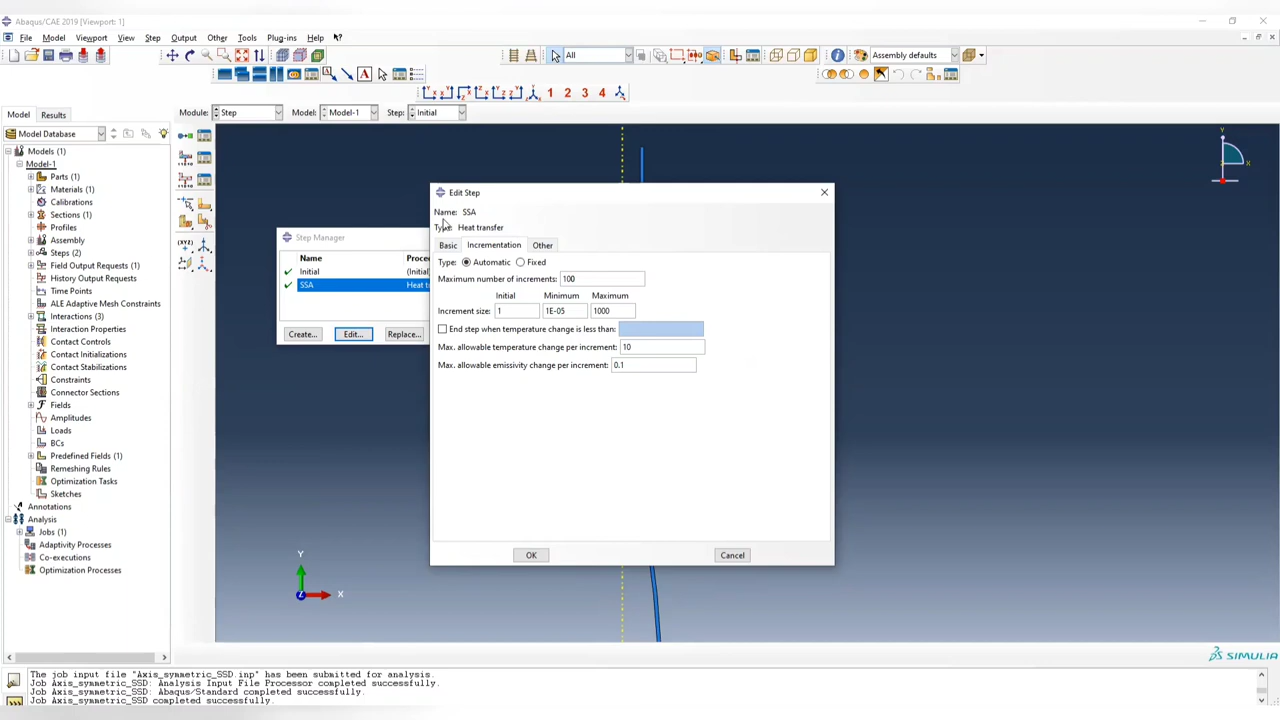 Abaqus/CAE 2019 [Viewport: 1]
File Model Viewport View Step Output Other Tools Plug-ins Help
All
Assembly defaults
A
1 2 3 4
Model Results
Module: Step Model: Model-1 Step: Initial
Model Database
Models (1)
Model-1
Parts (1)
Materials (1)
Calibrations
Sections (1)
Profiles
Assembly
Steps (2)
Field Output Requests (1)
History Output Requests
Time Points
ALE Adaptive Mesh Constraints
Interactions (3)
Interaction Properties
Contact Controls
Contact Initializations
Contact Stabilizations
Constraints
Connector Sections
Fields
Amplitudes
Loads
BCs
Predefined Fields (1)
Remeshing Rules
Optimization Tasks
Sketches
Annotations
Analysis
Jobs (1)
Adaptivity Processes
Co-executions
Optimization Processes
Step Manager
Name Proce
Initial (Initial)
SSA Heat tr
Create... Edit... Replace...
Edit Step
Name: SSA
Type: Heat transfer
Basic Incrementation Other
Type: Automatic Fixed
Maximum number of increments: 100
Initial Minimum Maximum
Increment size: 1 1E-05 1000
End step when temperature change is less than:
Max. allowable temperature change per increment: 10
Max. allowable emissivity change per increment: 0.1
OK Cancel
Y
X
Y
Z X
SIMULIA
The job input file "Axis_symmetric_SSD.inp" has been submitted for analysis.
Job Axis_symmetric_SSD: Analysis Input File Processor completed successfully.
Job Axis_symmetric_SSD: Abaqus/Standard completed successfully.
Job Axis_symmetric_SSD completed successfully.